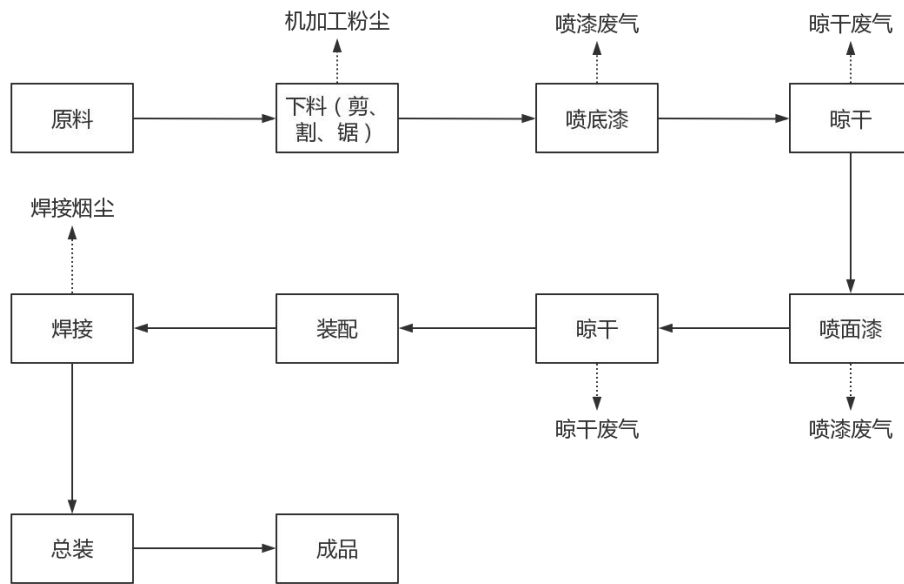 机加工粉尘
喷漆废气
晾干废气
原料
下料（剪、
割、锯）
喷底漆
晾干
焊接烟尘
焊接
装配
晾干
喷面漆
晾干废气
喷漆废气
总装
成品